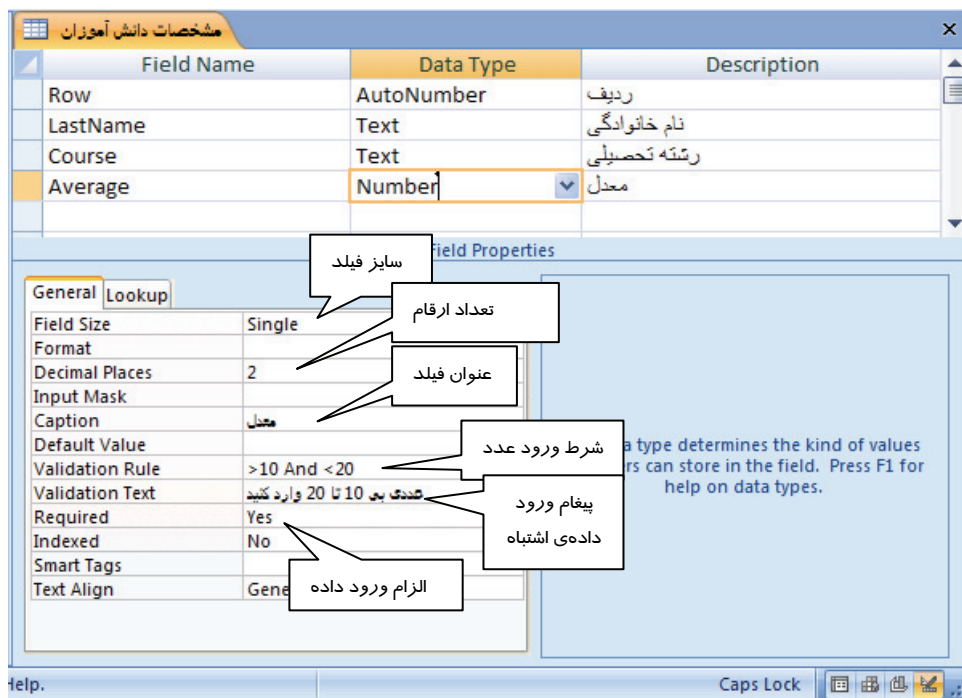 مشخصات دانش آموزان
Field Name Data Type Description
Row AutoNumber ردیف
LastName Text نام خانوادگی
Course Text رشته تحصیلی
Average Number معدل
Field Properties
سایز فیلد
General Lookup
تعداد ارقام
Field Size Single
Format
Decimal Places 2
عنوان فیلد
Input Mask
Caption معدل
Default Value
شرط ورود عدد
a type determines the kind of values
Validation Rule >10 And <20
rs can store in the field. Press F1 for
Validation Text عددی بی 10 تا 20 وارد کنید
help on data types.
پیغام ورود
داده‌ی اشتباه
Required Yes
Indexed No
Smart Tags
Text Align Gene
الزام ورود داده
Help.
Caps Lock